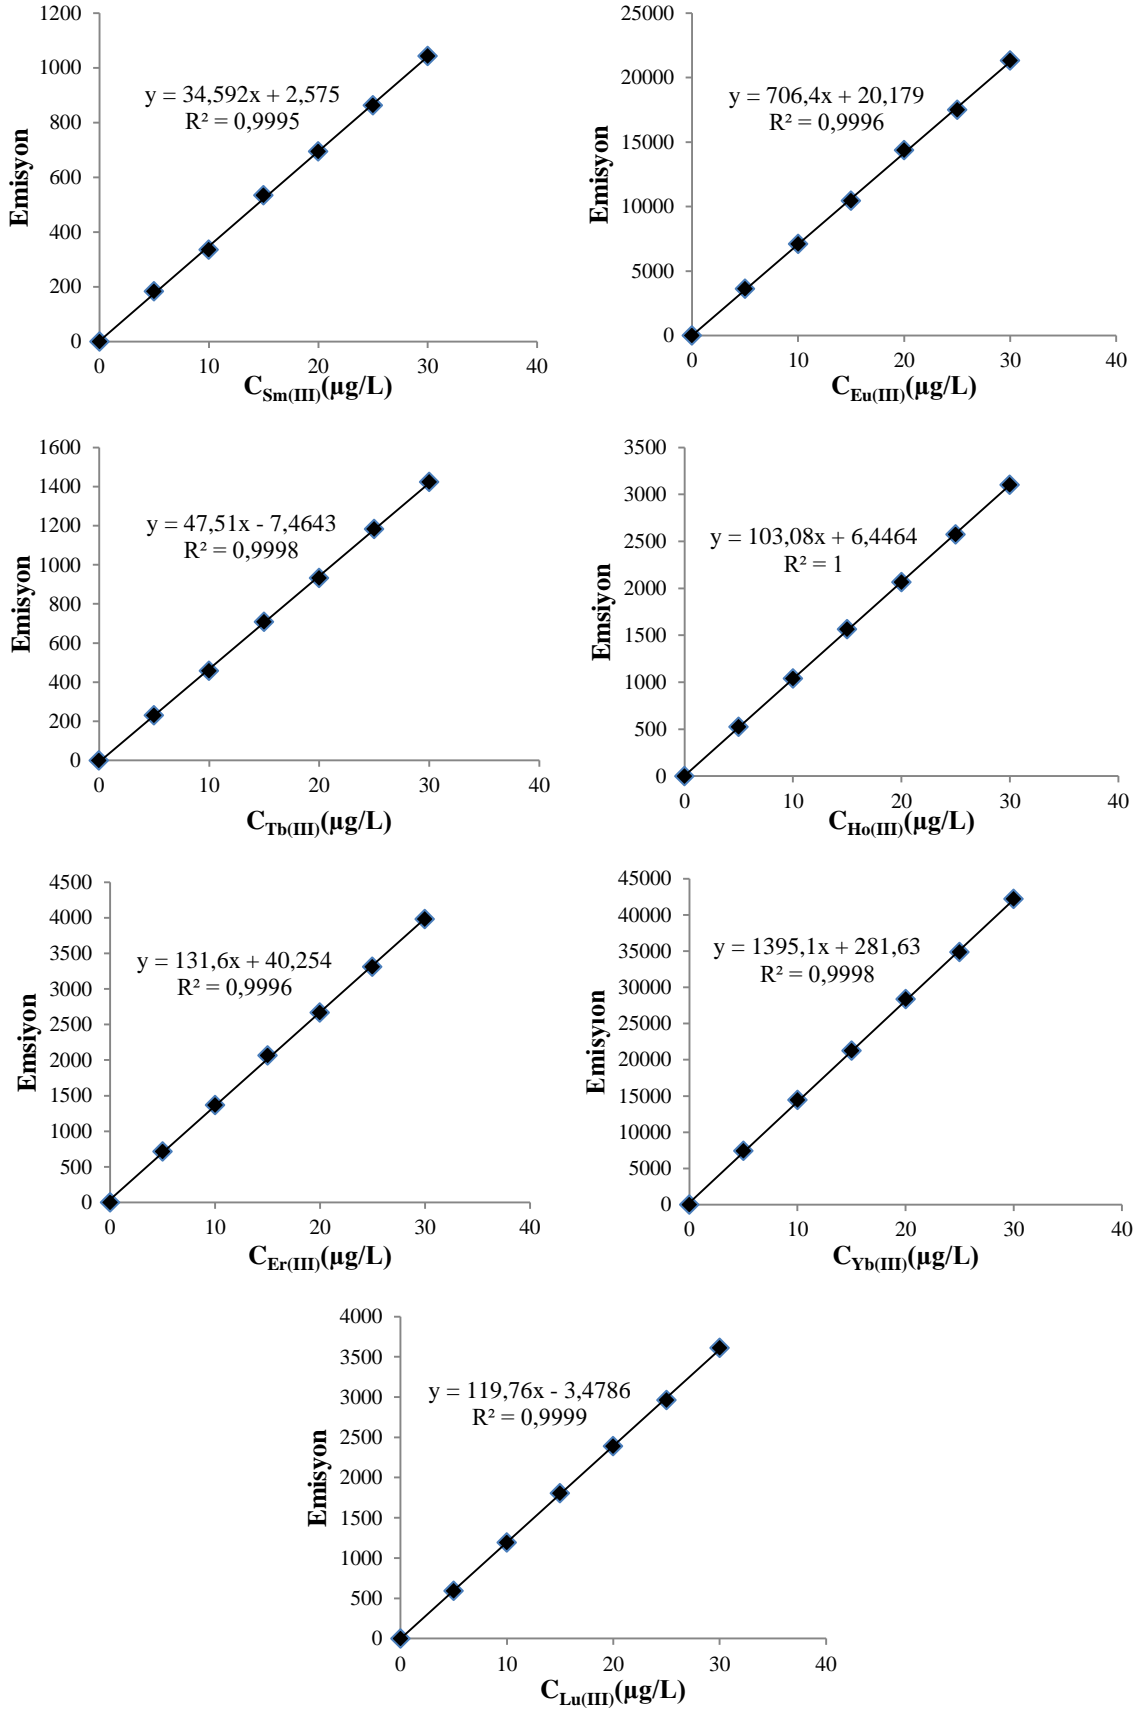 1200
1000
800
600
400
200
0
Emisyon
y = 34,592x + 2,575
R² = 0,9995
0 10 20 30 40
C_Sm(III)(µg/L)
25000
20000
15000
10000
5000
0
Emisyon
y = 706,4x + 20,179
R² = 0,9996
0 10 20 30 40
C_Eu(III)(µg/L)
1600
1400
1200
1000
800
600
400
200
0
Emisyon
y = 47,51x - 7,4643
R² = 0,9998
0 10 20 30 40
C_Tb(III)(µg/L)
3500
3000
2500
2000
1500
1000
500
0
Emsiyon
y = 103,08x + 6,4464
R² = 1
0 10 20 30 40
C_Ho(III)(µg/L)
4500
4000
3500
3000
2500
2000
1500
1000
500
0
Emsiyon
y = 131,6x + 40,254
R² = 0,9996
0 10 20 30 40
C_Er(III)(µg/L)
45000
40000
35000
30000
25000
20000
15000
10000
5000
0
Emisyıon
y = 1395,1x + 281,63
R² = 0,9998
0 10 20 30 40
C_Yb(III)(µg/L)
4000
3500
3000
2500
2000
1500
1000
500
0
Emisyon
y = 119,76x - 3,4786
R² = 0,9999
0 10 20 30 40
C_Lu(III)(µg/L)